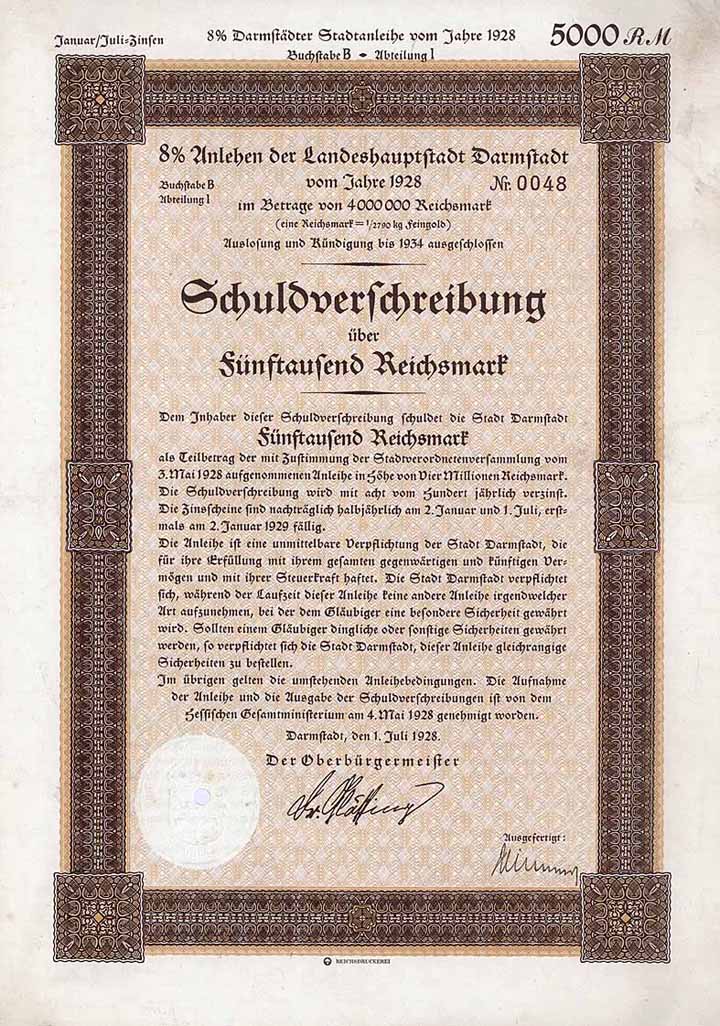 Januar/Juli-Zinsen
8% Darmstädter Stadtanleihe vom Jahre 1928
5000 RM
Buchstabe B Abteilung 1
8% Anlehen der Landeshauptstadt Darmstadt
Buchstabe B
Abteilung 1
vom Jahre 1928
Nr. 0048
im Betrage von 4000000 Reichsmark
(eine Reichsmark = 1/2790 kg Feingold)
Auslosung und Kündigung bis 1934 ausgeschlossen
Schuldverschreibung
über
Fünftausend Reichsmark
Dem Inhaber dieser Schuldverschreibung schuldet die Stadt Darmstadt
Fünftausend Reichsmark
als Teilbetrag der mit Zustimmung der Stadtverordnetenversammlung vom
3. Mai 1928 aufgenommenen Anleihe in Höhe von Vier Millionen Reichsmark.
Die Schuldverschreibung wird mit acht vom Hundert jährlich verzinst.
Die Zinsscheine sind nachträglich halbjährlich am 2. Januar und 1. Juli, erst-
mals am 2. Januar 1929 fällig.
Die Anleihe ist eine unmittelbare Verpflichtung der Stadt Darmstadt, die
für ihre Erfüllung mit ihrem gesamten gegenwärtigen und künftigen Ver-
mögen und mit ihrer Steuerkraft haftet. Die Stadt Darmstadt verpflichtet
sich, während der Laufzeit dieser Anleihe keine andere Anleihe irgendwelcher
Art aufzunehmen, bei der dem Gläubiger eine besondere Sicherheit gewährt
wird. Sollten einem Gläubiger dingliche oder sonstige Sicherheiten gewährt
werden, so verpflichtet sich die Stadt Darmstadt, dieser Anleihe gleichrangige
Sicherheiten zu bestellen.
Im übrigen gelten die umstehenden Anleihebedingungen. Die Aufnahme
der Anleihe und die Ausgabe der Schuldverschreibungen ist von dem
Hessischen Gesamtministerium am 4. Mai 1928 genehmigt worden.
Darmstadt, den 1. Juli 1928.
Der Oberbürgermeister
Dr. Glässing
Ausgefertigt:
REICHSDRUCKEREI